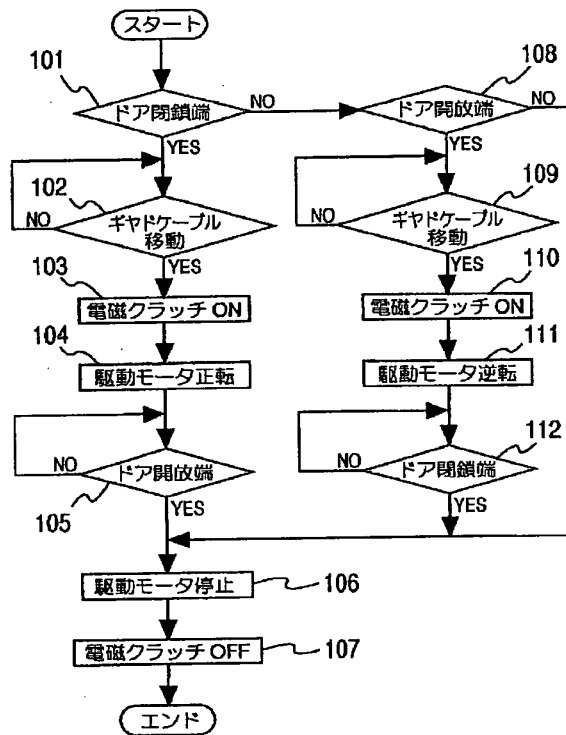 スタート
101
ドア閉鎖端
NO
YES
108
ドア開放端
NO
YES
102
ギヤドケーブル
移動
NO
YES
109
ギヤドケーブル
移動
NO
YES
103
電磁クラッチ ON
110
電磁クラッチ ON
104
駆動モータ正転
111
駆動モータ逆転
ドア開放端
NO
YES
105
112
ドア閉鎖端
NO
YES
駆動モータ停止
106
電磁クラッチ OFF
107
エンド